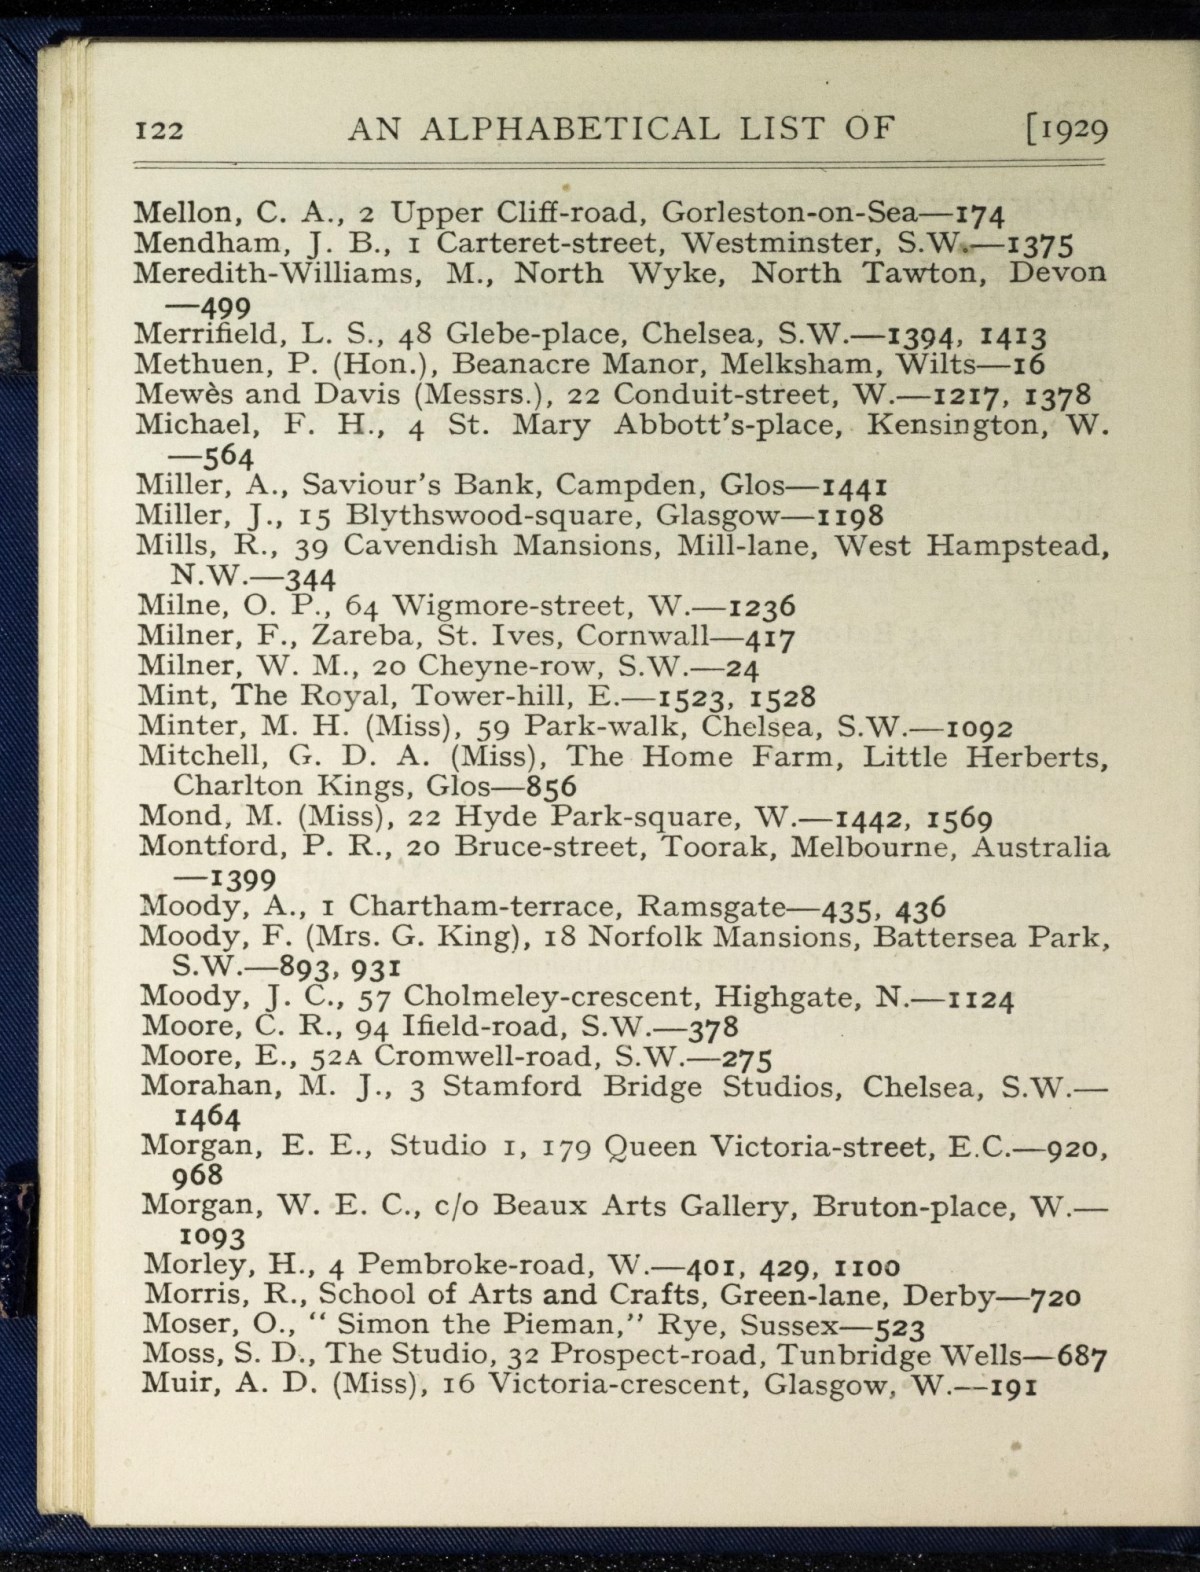 122 AN ALPHABETICAL LIST OF [1929
Mellon, C. A., 2 Upper Cliff-road, Gorleston-on-Sea—174
Mendham, J. B., 1 Carteret-street, Westminster, S.W.—1375
Meredith-Williams, M., North Wyke, North Tawton, Devon
—499
Merrifield, L. S., 48 Glebe-place, Chelsea, S.W.—1394, 1413
Methuen, P. (Hon.), Beanacre Manor, Melksham, Wilts—16
Mewès and Davis (Messrs.), 22 Conduit-street, W.—1217, 1378
Michael, F. H., 4 St. Mary Abbott's-place, Kensington, W.
—564
Miller, A., Saviour's Bank, Campden, Glos—1441
Miller, J., 15 Blythswood-square, Glasgow—1198
Mills, R., 39 Cavendish Mansions, Mill-lane, West Hampstead,
N.W.—344
Milne, O. P., 64 Wigmore-street, W.—1236
Milner, F., Zareba, St. Ives, Cornwall—417
Milner, W. M., 20 Cheyne-row, S.W.—24
Mint, The Royal, Tower-hill, E.—1523, 1528
Minter, M. H. (Miss), 59 Park-walk, Chelsea, S.W.—1092
Mitchell, G. D. A. (Miss), The Home Farm, Little Herberts,
Charlton Kings, Glos—856
Mond, M. (Miss), 22 Hyde Park-square, W.—1442, 1569
Montford, P. R., 20 Bruce-street, Toorak, Melbourne, Australia
—1399
Moody, A., 1 Chartham-terrace, Ramsgate—435, 436
Moody, F. (Mrs. G. King), 18 Norfolk Mansions, Battersea Park,
S.W.—893, 931
Moody, J. C., 57 Cholmeley-crescent, Highgate, N.—1124
Moore, C. R., 94 Ifield-road, S.W.—378
Moore, E., 52A Cromwell-road, S.W.—275
Morahan, M. J., 3 Stamford Bridge Studios, Chelsea, S.W.—
1464
Morgan, E. E., Studio 1, 179 Queen Victoria-street, E.C.—920,
968
Morgan, W. E. C., c/o Beaux Arts Gallery, Bruton-place, W.—
1093
Morley, H., 4 Pembroke-road, W.—401, 429, 1100
Morris, R., School of Arts and Crafts, Green-lane, Derby—720
Moser, O., “ Simon the Pieman,” Rye, Sussex—523
Moss, S. D., The Studio, 32 Prospect-road, Tunbridge Wells—687
Muir, A. D. (Miss), 16 Victoria-crescent, Glasgow, W.—191